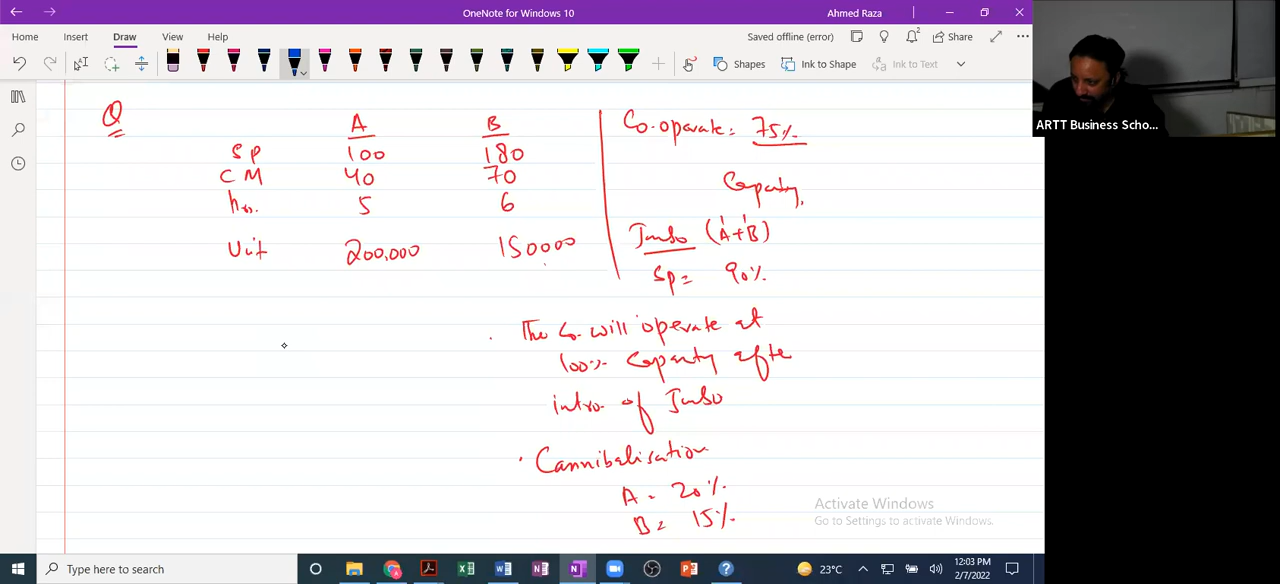 OneNote for Windows 10
Ahmed Raza
Home Insert Draw View Help
Saved offline (error)
Share
Shapes
Ink to Shape
Ink to Text
ARTT Business Scho...
Q
A B
SP 100 180
CM 40 70
hrs. 5 6
Unit 200,000 150000
Co-operate = 75%
Capacity.
Jumbo (A+B)
1 1
SP = 90%
The Co. will operate at
100% Capacity afte
intro. of Jumbo
Cannibalisation
A = 20%
B = 15%
Activate Windows
Go to Settings to activate Windows.
Type here to search
23°C
12:03 PM
2/7/2022